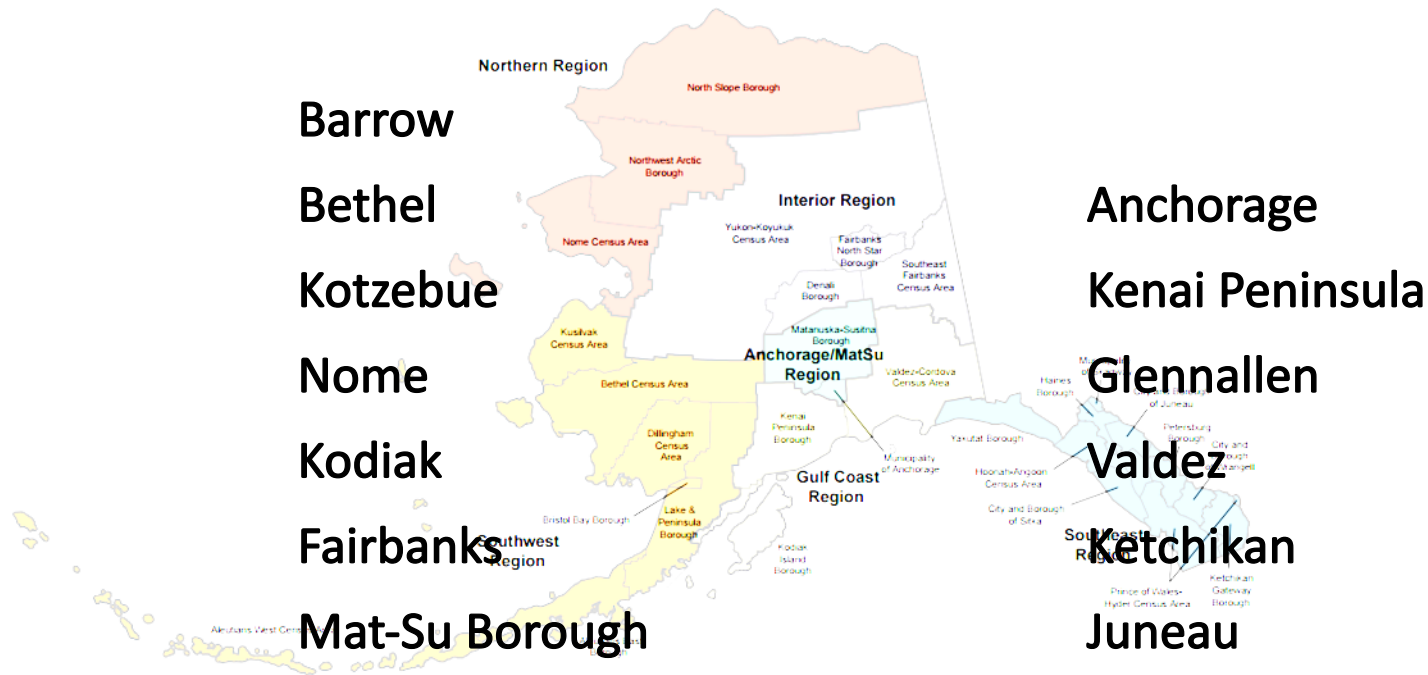 Northern Region
North Slope Borough
Barrow
Northwest Arctic
Borough
Bethel
Interior Region
Anchorage
Yukon-Koyukuk
Census Area
Nome Census Area
Fairbanks
North Star
Borough
Southeast
Fairbanks
Census Area
Kotzebue
Denali
Borough
Kenai Peninsula
Kusilvak
Census Area
Matanuska-Susitna
Borough
Anchorage/MatSu
Region
Nome
Bethel Census Area
Valdez-Cordova
Census Area
Haines
Borough
Glennallen
of Juneau
Kenai
Peninsula
Borough
Dillingham
Census
Area
Yakutat Borough
Petersburg
Borough
City and
Kodiak
Municipality
of Anchorage
Hoonah-Angoon
Census Area
Valdez
Gulf Coast
Region
Lake &
Peninsula
Borough
Bristol Bay Borough
City and Borough
of Sitka
Fairbanks
Southwest
Region
Kodiak
Island
Borough
Southeast
Region
Ketchikan
Prince of Wales-
Hyder Census Area
Ketchikan
Gateway
Borough
Aleutians West Census
Mat-Su Borough
Juneau